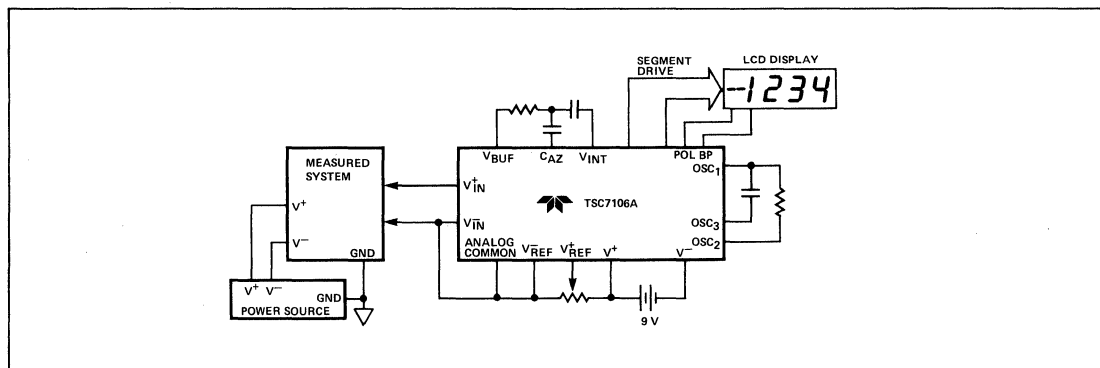 SEGMENT
DRIVE
LCD DISPLAY
-1234
VBUF
CAZ
VINT
POL BP
OSC1
MEASURED
SYSTEM
V+IN
TSC7106A
V+
V-IN
OSC3
V-
ANALOG
COMMON
V-REF
V+REF
V+
V-
OSC2
GND
V+ V-
GND
POWER SOURCE
9 V